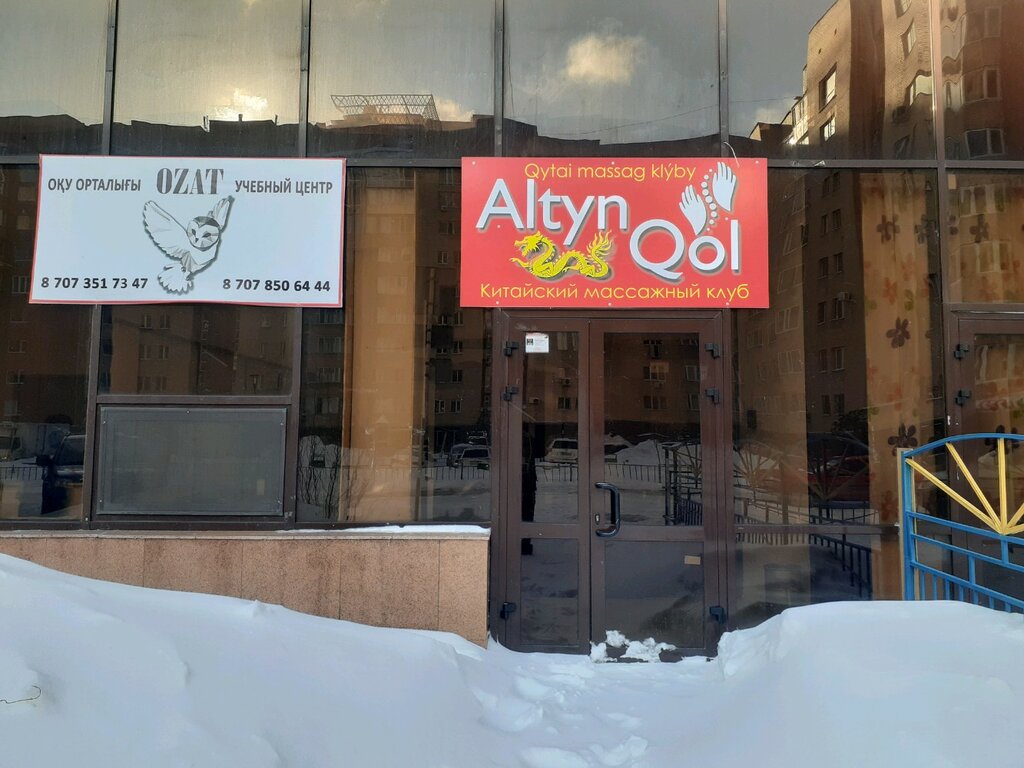 ОҚУ ОРТАЛЫҒЫ OZAT УЧЕБНЫЙ ЦЕНТР
8 707 351 73 47 8 707 850 64 44
Qytai massag klýby
Altyn
Qol
Китайский массажный клуб